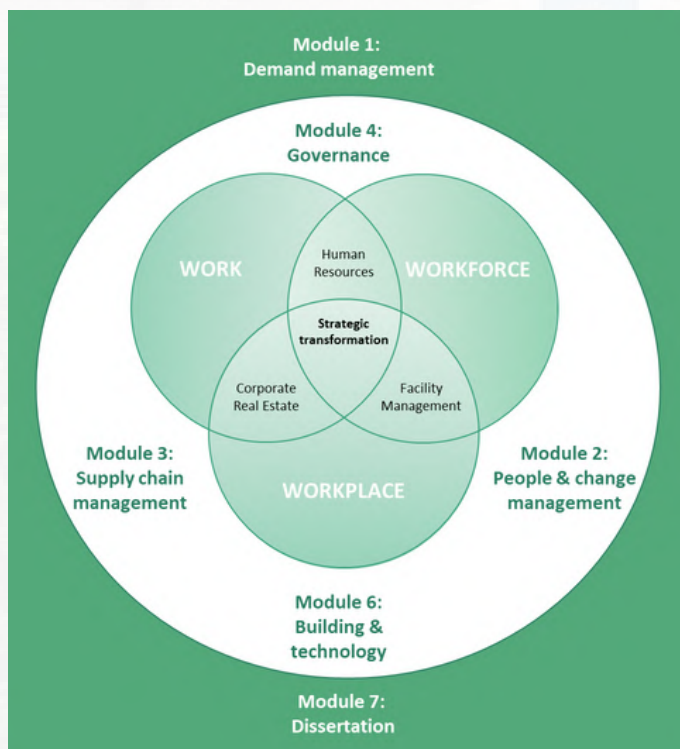 Module 1:
Demand management
Module 4:
Governance
WORK
Human
Resources
WORKFORCE
Strategic
transformation
Corporate
Real Estate
Facility
Management
Module 3:
Supply chain
management
WORKPLACE
Module 2:
People & change
management
Module 6:
Building &
technology
Module 7:
Dissertation